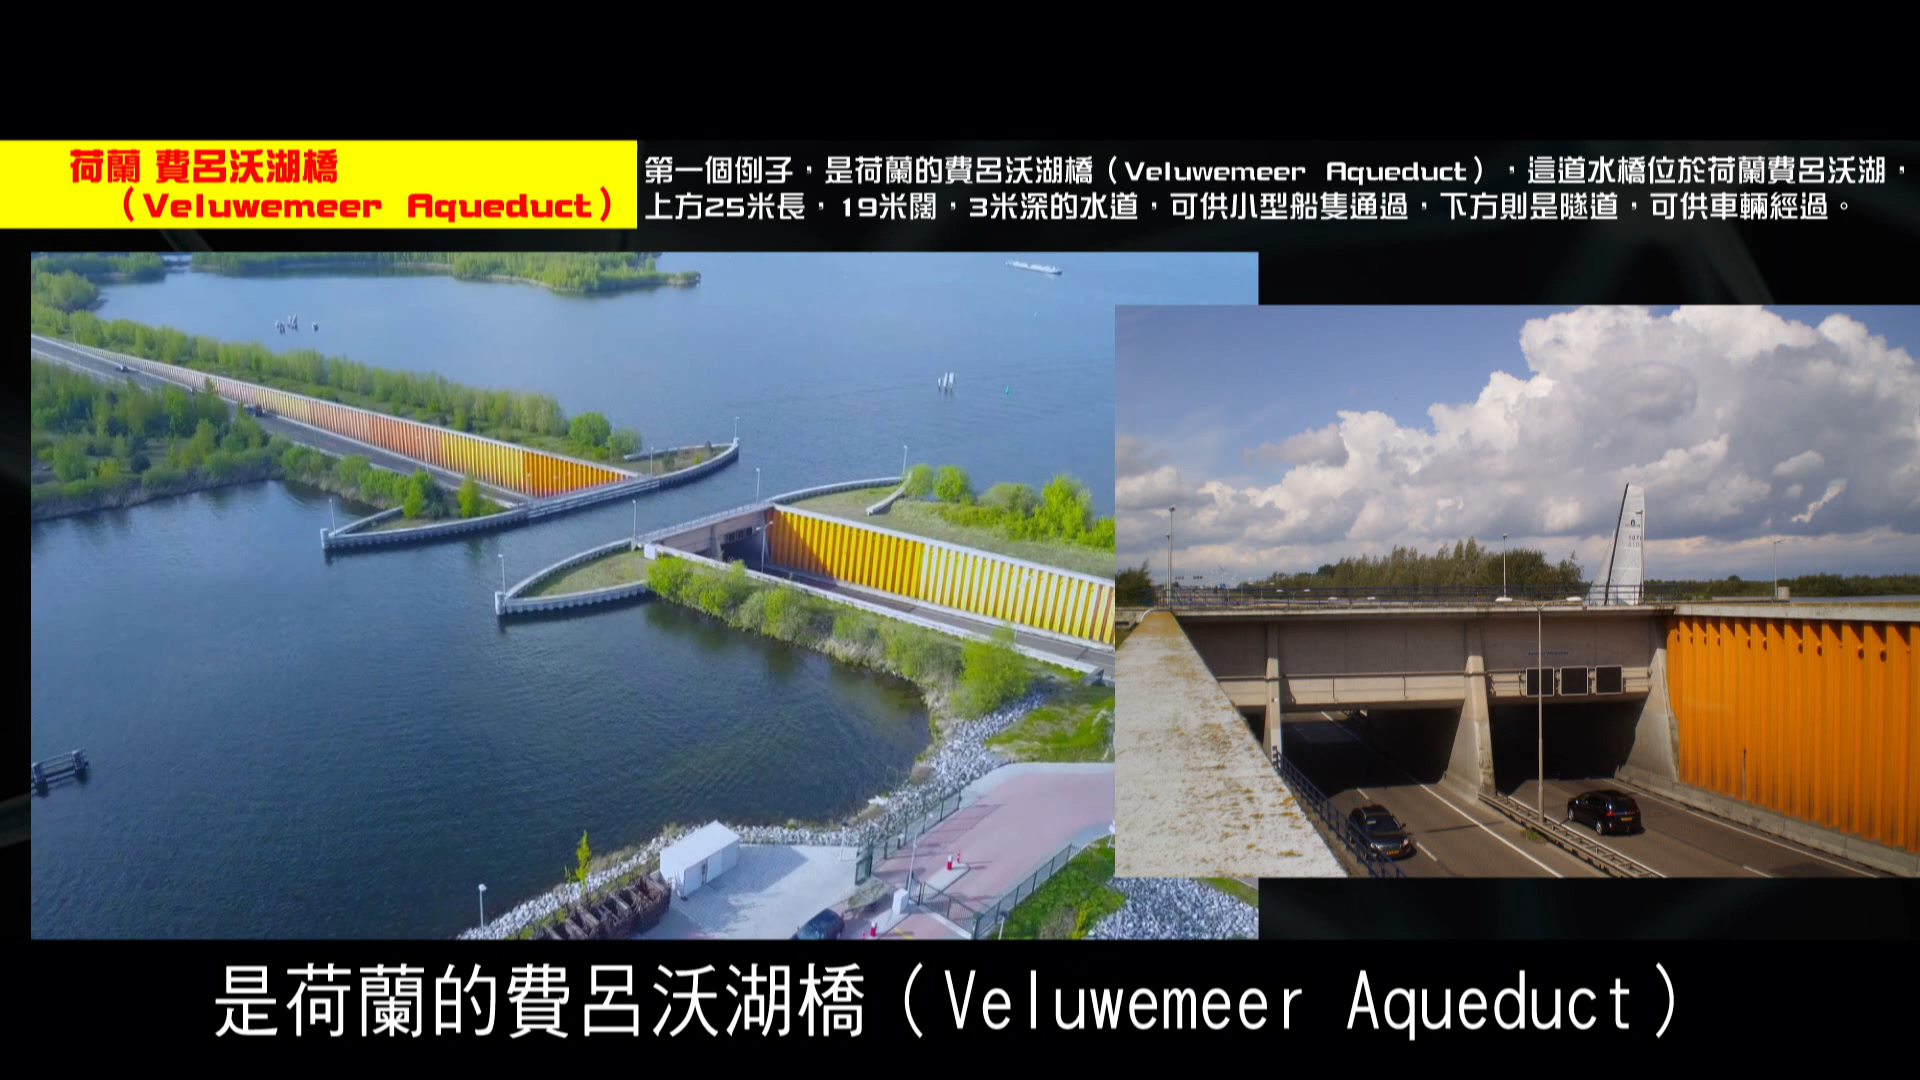 荷蘭 費呂沃湖橋
（Veluwemeer Aqueduct）
第一個例子，是荷蘭的費呂沃湖橋（Veluwemeer Aqueduct），這道水橋位於荷蘭費呂沃湖，
上方25米長，19米闊，3米深的水道，可供小型船隻通過，下方則是隧道，可供車輛經過。
是荷蘭的費呂沃湖橋（Veluwemeer Aqueduct）